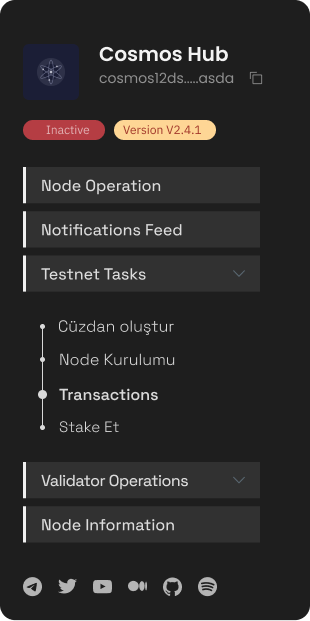 Cosmos Hub
cosmos12ds.....asda
Inactive
Version V2.4.1
Node Operation
Notifications Feed
Testnet Tasks
Cüzdan oluştur
Node Kurulumu
Transactions
Stake Et
Validator Operations
Node Information